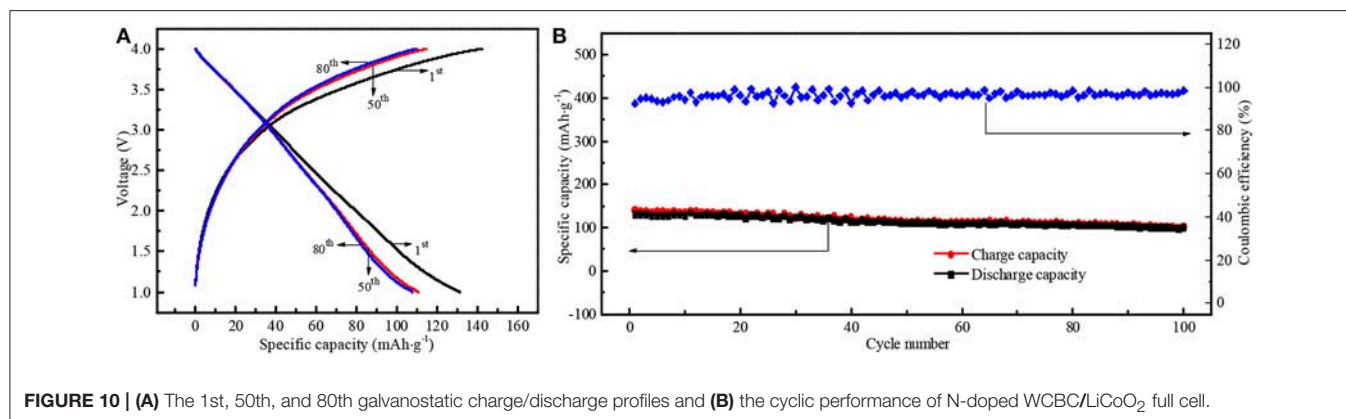 A
4.0
3.5
3.0
2.5
2.0
1.5
1.0
Voltage (V)
80th
50th
1st
80th
50th
1st
0 20 40 60 80 100 120 140 160
Specific capacity (mAh·g-1)
B
500
400
300
200
100
0
-100
Specific capacity (mAh·g-1)
120
100
80
60
40
20
0
Coulombic efficiency (%)
Charge capacity
Discharge capacity
0 20 40 60 80 100
Cycle number
FIGURE 10 | (A) The 1st, 50th, and 80th galvanostatic charge/discharge profiles and (B) the cyclic performance of N-doped WCBC/LiCoO2 full cell.